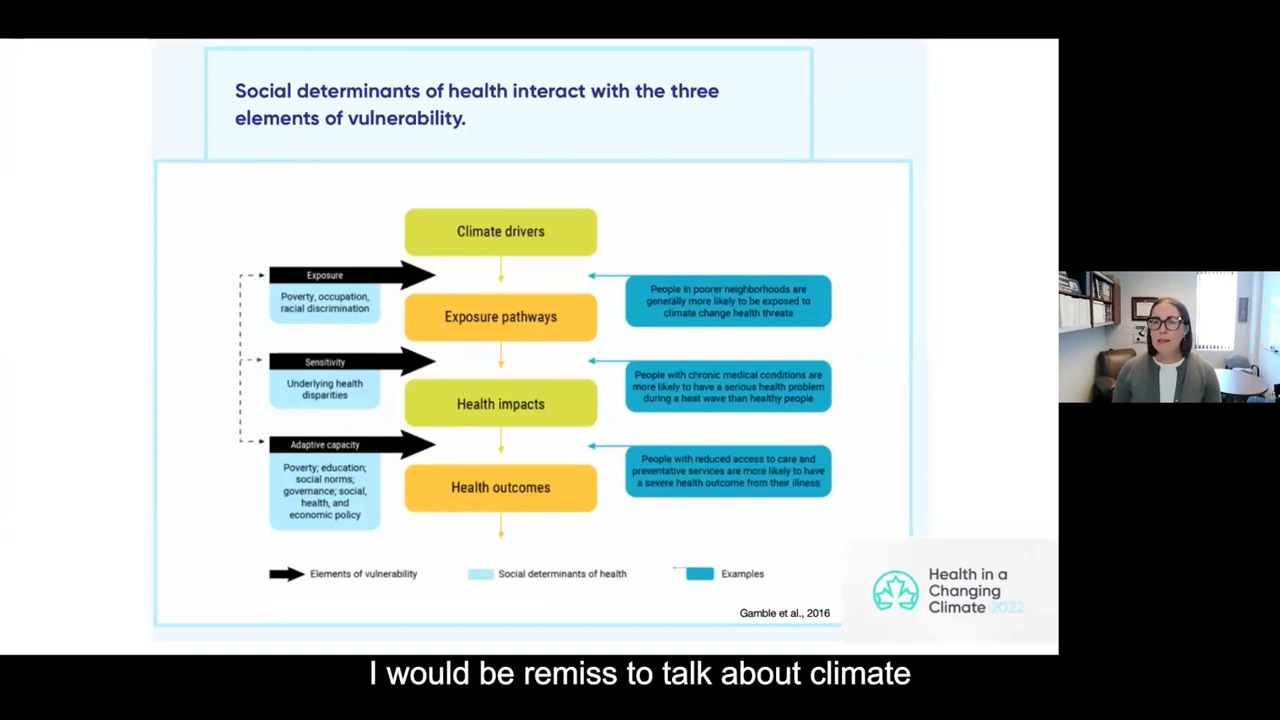 Social determinants of health interact with the three
elements of vulnerability.
Climate drivers
Exposure
Poverty, occupation,
racial discrimination
People in poorer neighborhoods are
generally more likely to be exposed to
climate change health threats
Exposure pathways
Sensitivity
Underlying health
disparities
People with chronic medical conditions are
more likely to have a serious health problem
during a heat wave than healthy people
Health impacts
Adaptive capacity
Poverty; education;
social norms;
governance; social,
health, and
economic policy
People with reduced access to care and
preventative services are more likely to have
a severe health outcome from their illness
Health outcomes
Elements of vulnerability
Social determinants of health
Examples
Gamble et al., 2016
Health in a
Changing
Climate 2022
I would be remiss to talk about climate